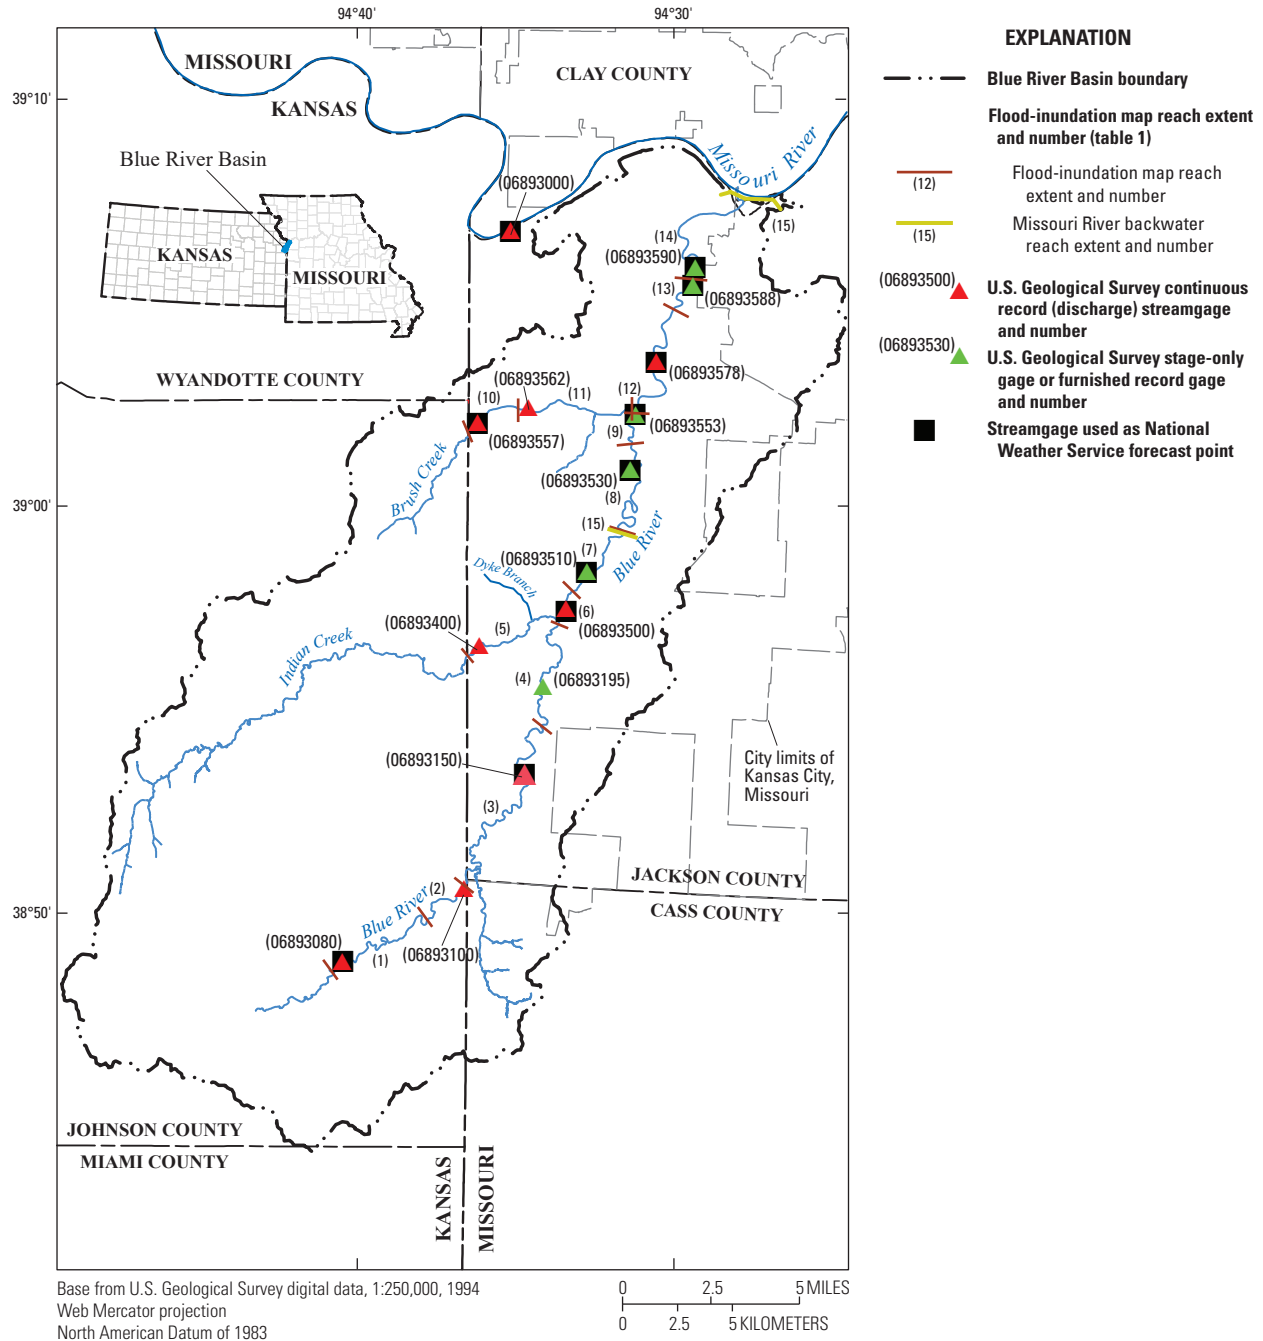 94°40'
94°30'
39°10'
39°00'
38°50'
MISSOURI
KANSAS
CLAY COUNTY
Missouri River
Blue River Basin
KANSAS
MISSOURI
(06893000)
(15)
(14)
(06893590)
(13)
(06893588)
(06893578)
WYANDOTTE COUNTY
(06893562)
(10)
(11)
(12)
(06893553)
(06893557)
(9)
Brush Creek
(06893530)
(8)
(15)
Blue River
(7)
(06893510)
Dyke Branch
(6)
(06893500)
(06893400)
(5)
Indian Creek
(4)
(06893195)
(06893150)
City limits of
Kansas City,
Missouri
(3)
JACKSON COUNTY
CASS COUNTY
(2)
Blue River
(06893080)
(06893100)
(1)
JOHNSON COUNTY
MIAMI COUNTY
KANSAS
MISSOURI
EXPLANATION
Blue River Basin boundary
Flood-inundation map reach extent
and number (table 1)
(12)
Flood-inundation map reach
extent and number
(15)
Missouri River backwater
reach extent and number
(06893500)
U.S. Geological Survey continuous
record (discharge) streamgage
and number
(06893530)
U.S. Geological Survey stage-only
gage or furnished record gage
and number
Streamgage used as National
Weather Service forecast point
Base from U.S. Geological Survey digital data, 1:250,000, 1994
Web Mercator projection
North American Datum of 1983
0 2.5 5 MILES
0 2.5 5 KILOMETERS